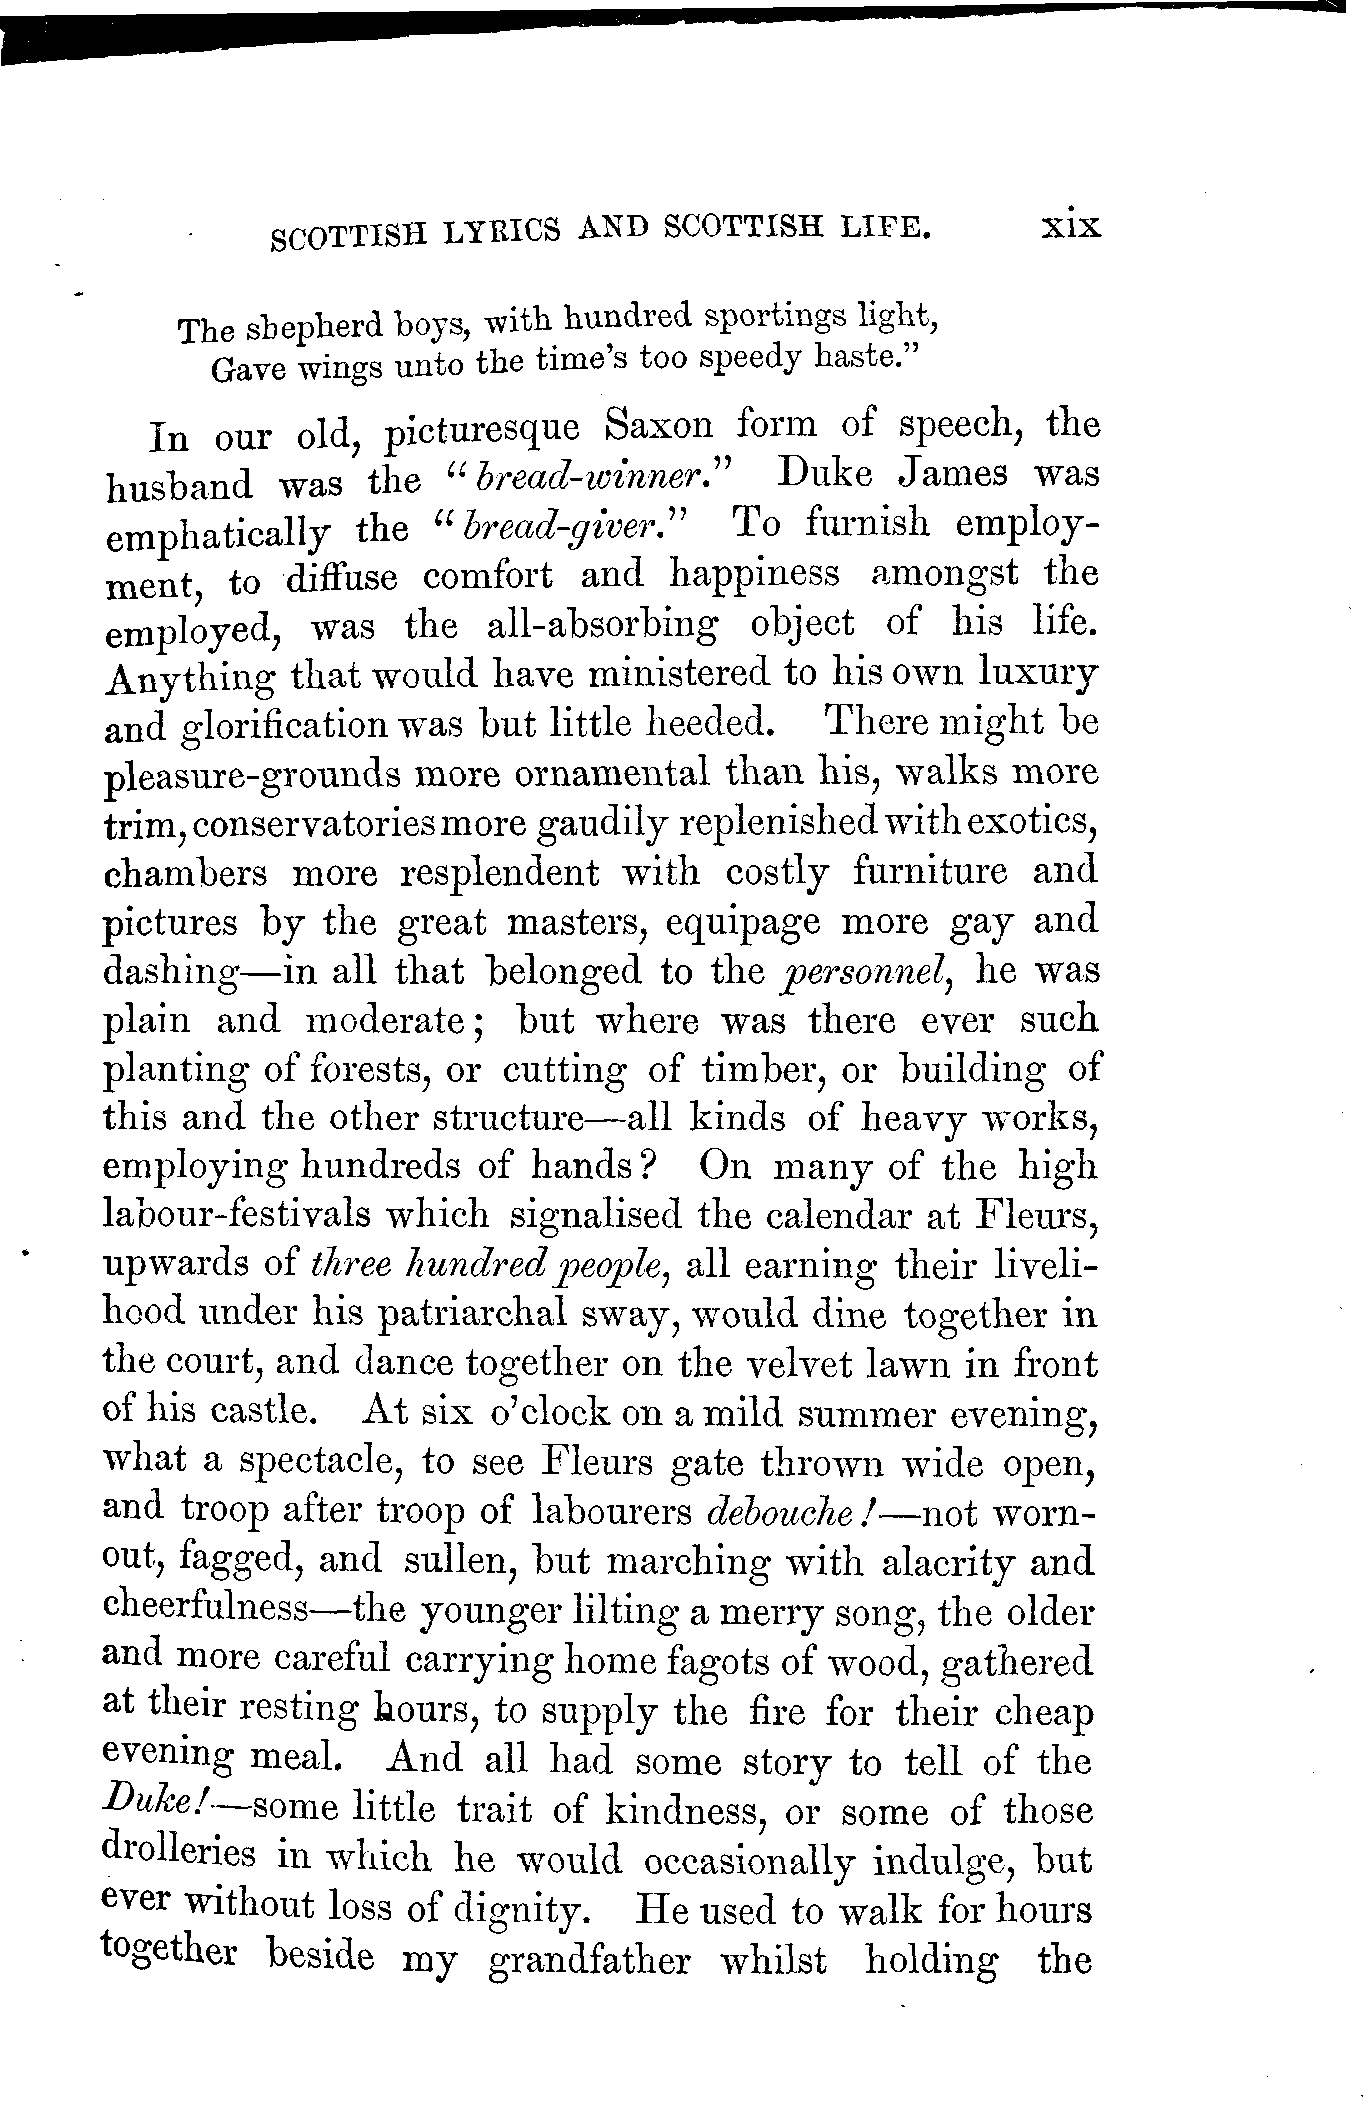 SCOTTISH LYRICS AND SCOTTISH LIFE. xix
The shepherd boys, with hundred sportings light,
Gave wings unto the time's too speedy haste."
In our old, picturesque Saxon form of speech, the
husband was the "bread-winner." Duke James was
emphatically the "bread-giver." To furnish employ-
ment, to diffuse comfort and happiness amongst the
employed, was the all-absorbing object of his life.
Anything that would have ministered to his own luxury
and glorification was but little heeded. There might be
pleasure-grounds more ornamental than his, walks more
trim, conservatories more gaudily replenished with exotics,
chambers more resplendent with costly furniture and
pictures by the great masters, equipage more gay and
dashing—in all that belonged to the personnel, he was
plain and moderate; but where was there ever such
planting of forests, or cutting of timber, or building of
this and the other structure—all kinds of heavy works,
employing hundreds of hands? On many of the high
labour-festivals which signalised the calendar at Fleurs,
upwards of three hundred people, all earning their liveli-
hood under his patriarchal sway, would dine together in
the court, and dance together on the velvet lawn in front
of his castle. At six o'clock on a mild summer evening,
what a spectacle, to see Fleurs gate thrown wide open,
and troop after troop of labourers debouche!—not worn-
out, fagged, and sullen, but marching with alacrity and
cheerfulness—the younger lilting a merry song, the older
and more careful carrying home fagots of wood, gathered
at their resting hours, to supply the fire for their cheap
evening meal. And all had some story to tell of the
Duke!—some little trait of kindness, or some of those
drolleries in which he would occasionally indulge, but
ever without loss of dignity. He used to walk for hours
together beside my grandfather whilst holding the